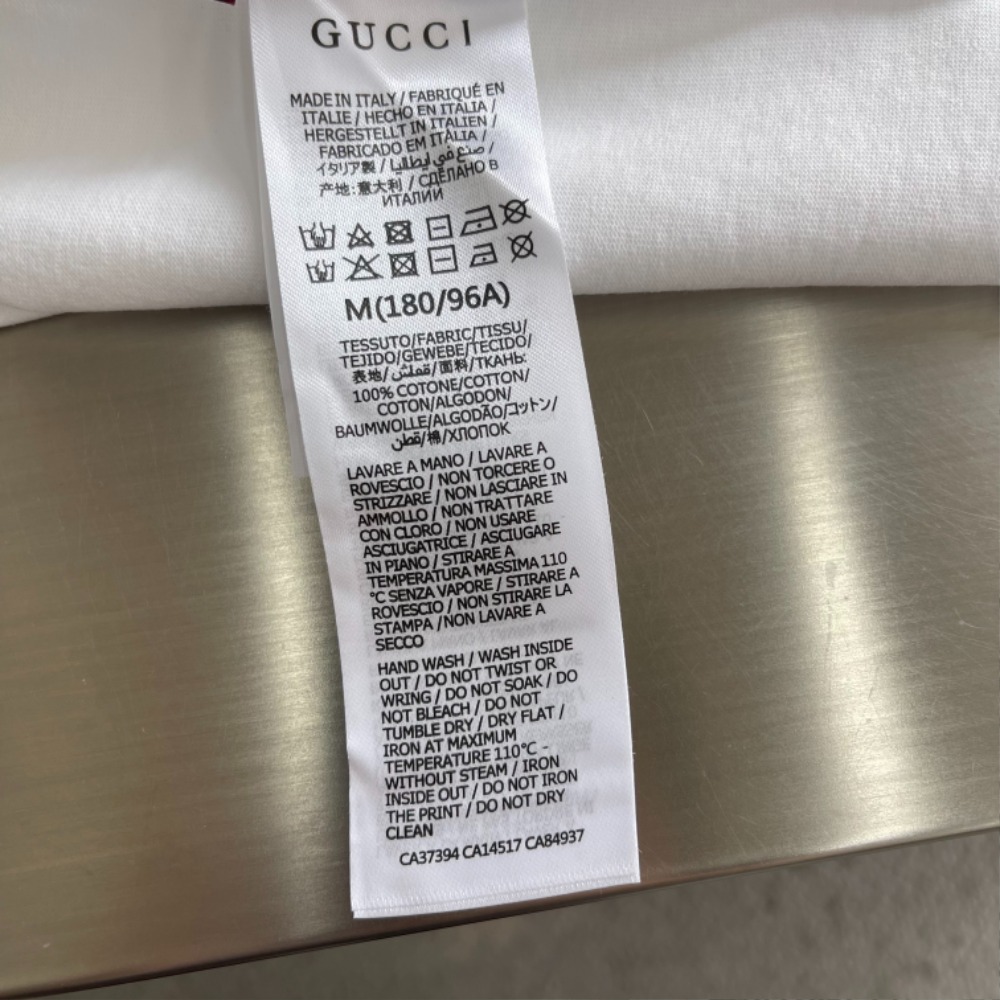 GUCCI
MADE IN ITALY / FABRIQUÉ EN
ITALIE / HECHO EN ITALIA /
HERGESTELLT IN ITALIEN /
FABRICADO EM ITALIA /
イタリア製 / صنع في ايطاليا /
产地:意大利 / СДЕЛАНО В
ИТАЛИИ
M(180/96A)
TESSUTO/FABRIC/TISSU/
TEJIDO/GEWEBE/TECIDO/
表地/قملش/面料/ТКАНЬ:
100% COTONE/COTTON/
COTON/ALGODON/
BAUMWOLLE/ALGODÃO/コットン/
قطن/棉/ХЛОПОК
LAVARE A MANO / LAVARE A
ROVESCIO / NON TORCERE O
STRIZZARE / NON LASCIARE IN
AMMOLLO / NON TRATTARE
CON CLORO / NON USARE
ASCIUGATRICE / ASCIUGARE
IN PIANO / STIRARE A
TEMPERATURA MASSIMA 110
°C SENZA VAPORE / STIRARE A
ROVESCIO / NON STIRARE LA
STAMPA /NON LAVARE A
SECCO
HAND WASH / WASH INSIDE
OUT / DO NOT TWIST OR
WRING / DO NOT SOAK / DO
NOT BLEACH / DO NOT
TUMBLE DRY / DRY FLAT /
IRON AT MAXIMUM
TEMPERATURE 110°C -
WITHOUT STEAM / IRON
INSIDE OUT / DO NOT IRON
THE PRINT / DO NOT DRY
CLEAN
CA37394 CA14517 CA84937